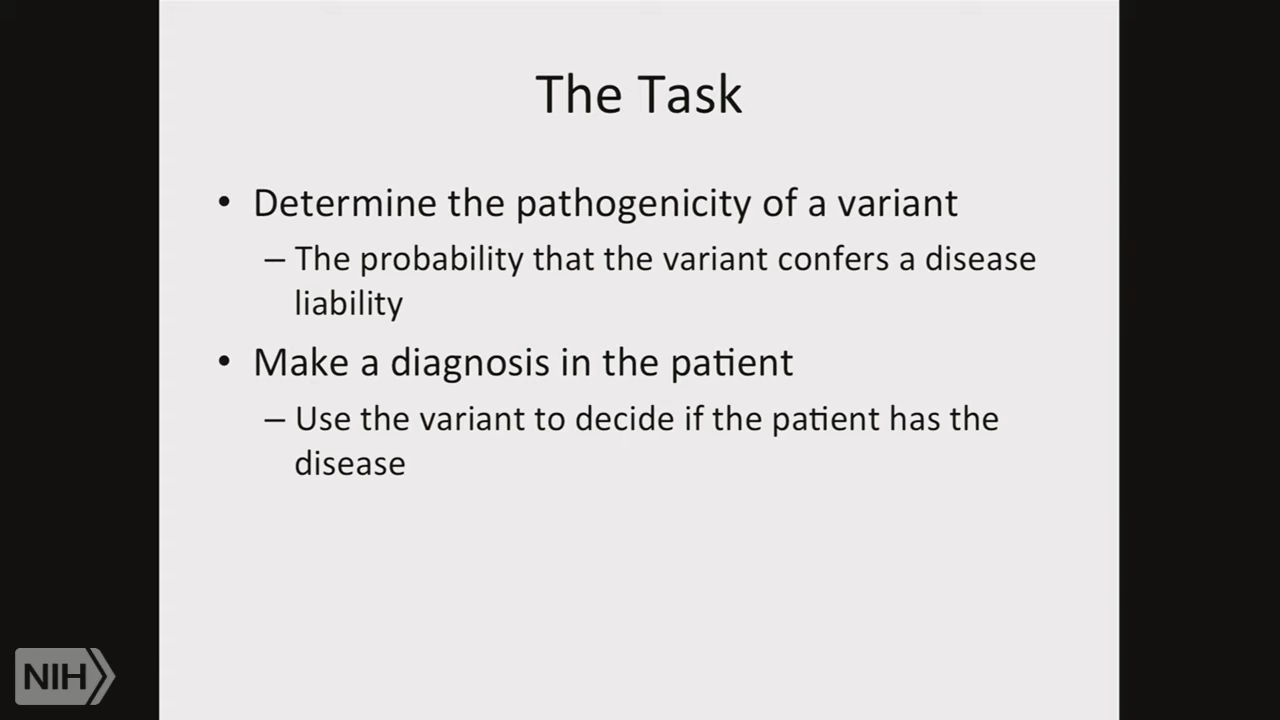 The Task
• Determine the pathogenicity of a variant
– The probability that the variant confers a disease
liability
• Make a diagnosis in the patient
– Use the variant to decide if the patient has the
disease
NIH